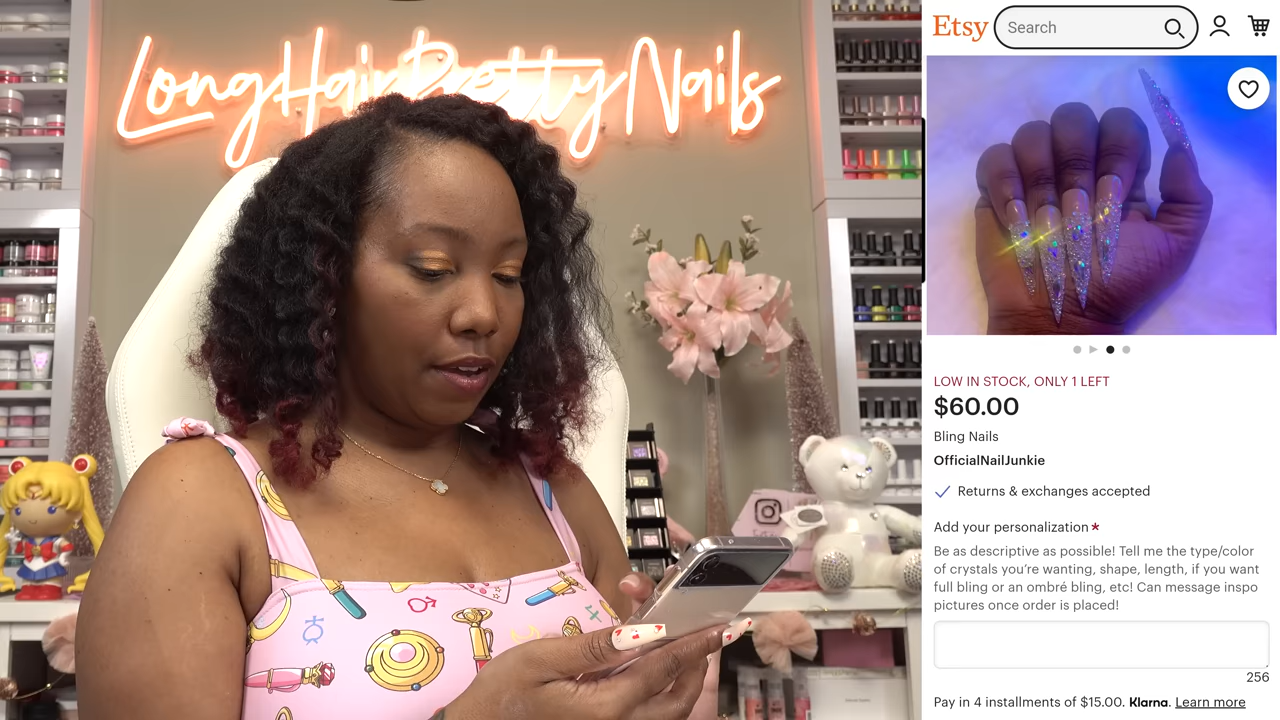 LongHairPrettyNails
Etsy
Search
LOW IN STOCK, ONLY 1 LEFT
$60.00
Bling Nails
OfficialNailJunkie
Returns & exchanges accepted
Add your personalization *
Be as descriptive as possible! Tell me the type/color
of crystals you're wanting, shape, length, if you want
full bling or an ombré bling, etc! Can message inspo
pictures once order is placed!
256
Pay in 4 installments of $15.00. Klarna. Learn more